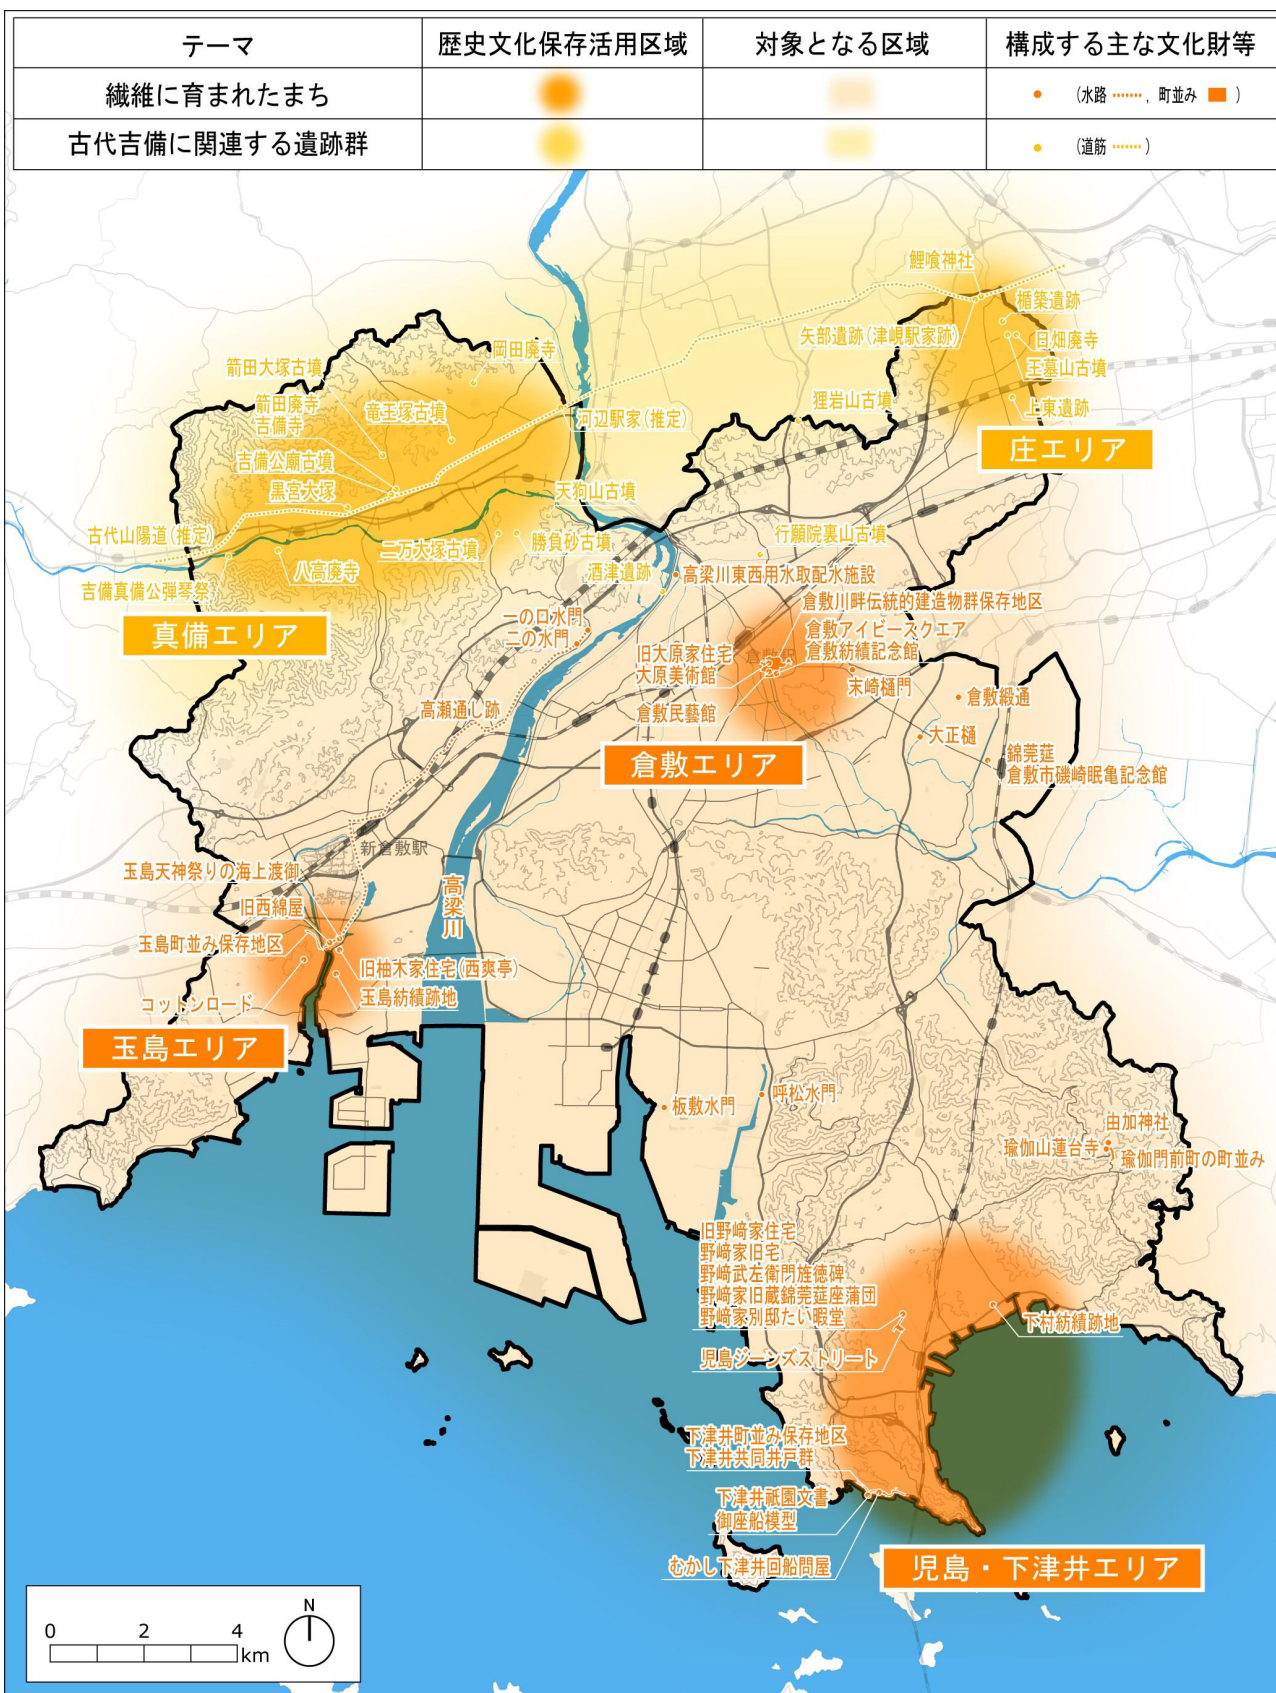 テーマ
歴史文化保存活用区域
対象となる区域
構成する主な文化財等
繊維に育まれたまち
(水路 ……, 町並み )
古代吉備に関連する遺跡群
(道筋 ……)
鯉喰神社
楯築遺跡
矢部遺跡(津峴駅家跡)
日畑廃寺
王墓山古墳
上東遺跡
庄エリア
狸岩山古墳
岡田廃寺
箭田大塚古墳
箭田廃寺
吉備寺
竜王塚古墳
河辺駅家(推定)
吉備公廟古墳
黒宮大塚
天狗山古墳
古代山陽道(推定)
二万大塚古墳
勝負砂古墳
行願院裏山古墳
八高廃寺
吉備真備公弾琴祭
酒津遺跡
高梁川東西用水取配水施設
真備エリア
一の口水門
二の水門
倉敷川畔伝統的建造物群保存地区
倉敷アイビースクエア
倉敷紡績記念館
旧大原家住宅
大原美術館
倉敷駅
末崎樋門
倉敷民藝館
倉敷緞通
高瀬通し跡
大正樋
倉敷エリア
錦莞莚
倉敷市磯崎眠亀記念館
新倉敷駅
玉島天神祭りの海上渡御
高梁川
旧西綿屋
玉島町並み保存地区
旧柚木家住宅(西爽亭)
玉島紡績跡地
コットンロード
玉島エリア
呼松水門
板敷水門
由加神社
瑜伽山蓮台寺
瑜伽門前町の町並み
旧野﨑家住宅
野﨑家旧宅
野﨑武左衛門旌徳碑
野﨑家旧蔵錦莞莚座蒲団
野﨑家別邸たい暇堂
下村紡績跡地
児島ジーンズストリート
下津井町並み保存地区
下津井共同井戸群
下津井祇園文書
御座船模型
むかし下津井回船問屋
児島・下津井エリア
N
0 2 4
km